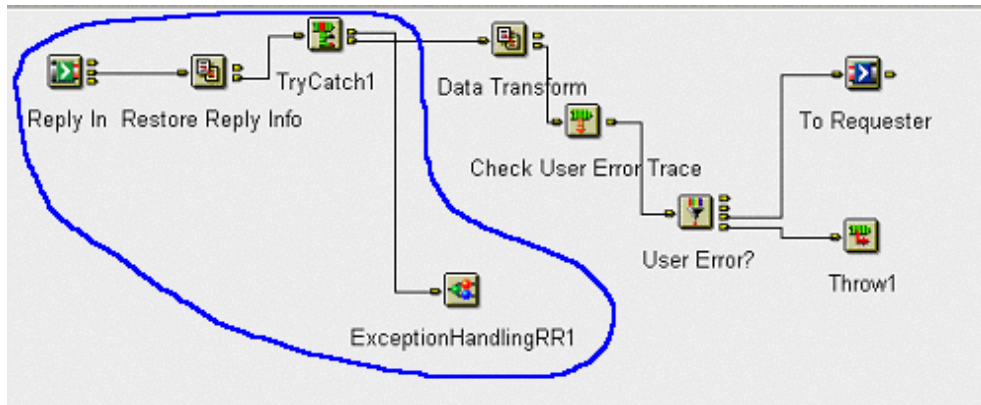 Reply In
Restore Reply Info
TryCatch1
Data Transform
Check User Error Trace
To Requester
User Error?
Throw1
ExceptionHandlingRR1